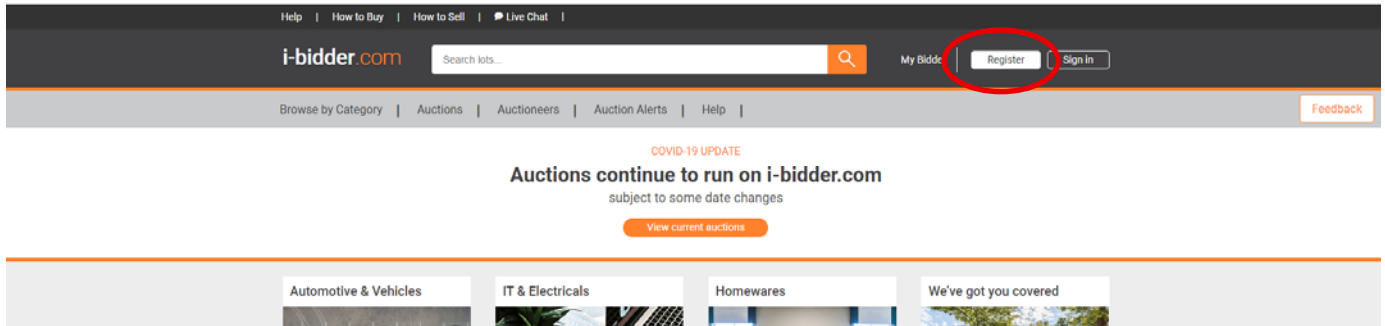 Help | How to Buy | How to Sell | Live Chat |
i-bidder.com Search lots... My Bidde Register Sign in
Browse by Category | Auctions | Auctioneers | Auction Alerts | Help | Feedback
COVID-19 UPDATE
Auctions continue to run on i-bidder.com
subject to some date changes
View current auctions
Automotive & Vehicles IT & Electricals Homewares We've got you covered